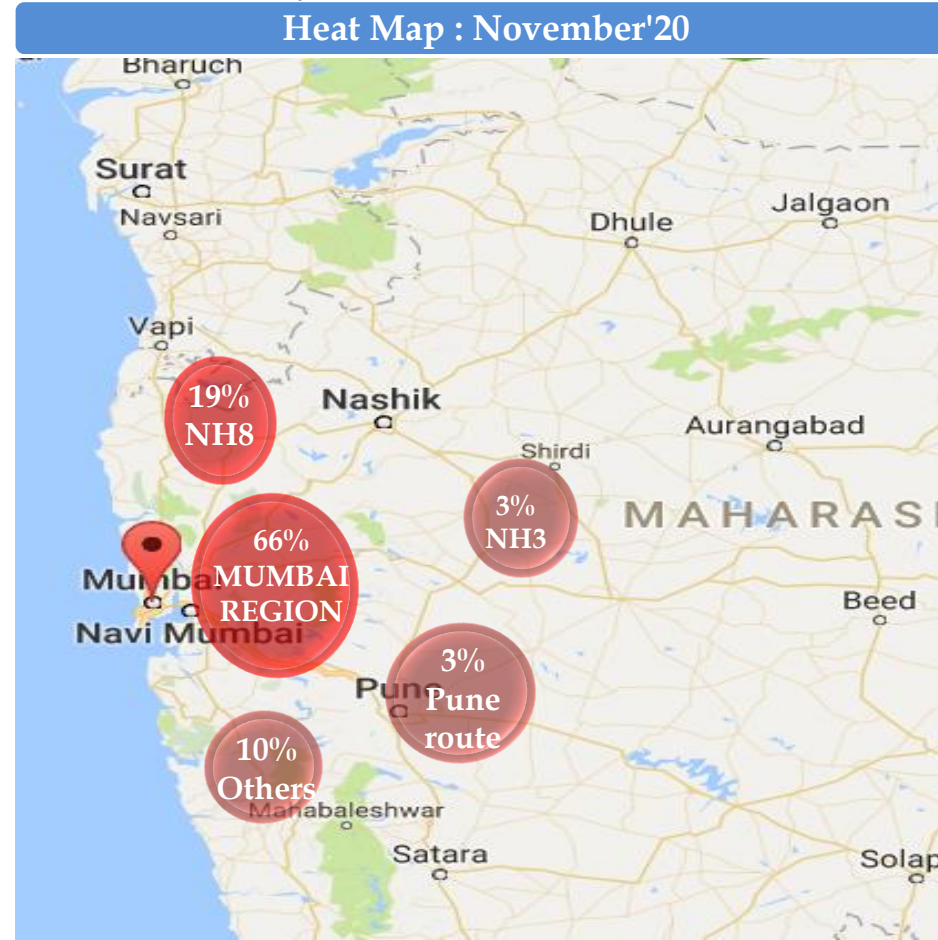 Heat Map : November'20
Bharuch
Surat
Navsari
Dhule
Jalgaon
Vapi
19%
NH8
Nashik
Aurangabad
Shirdi
3%
NH3
MAHARAS
66%
MUMBAI
REGION
Mumba
Navi Mumbai
Beed
3%
Pune
Pune
route
10%
Others
Mahabaleshwar
Satara
Solap